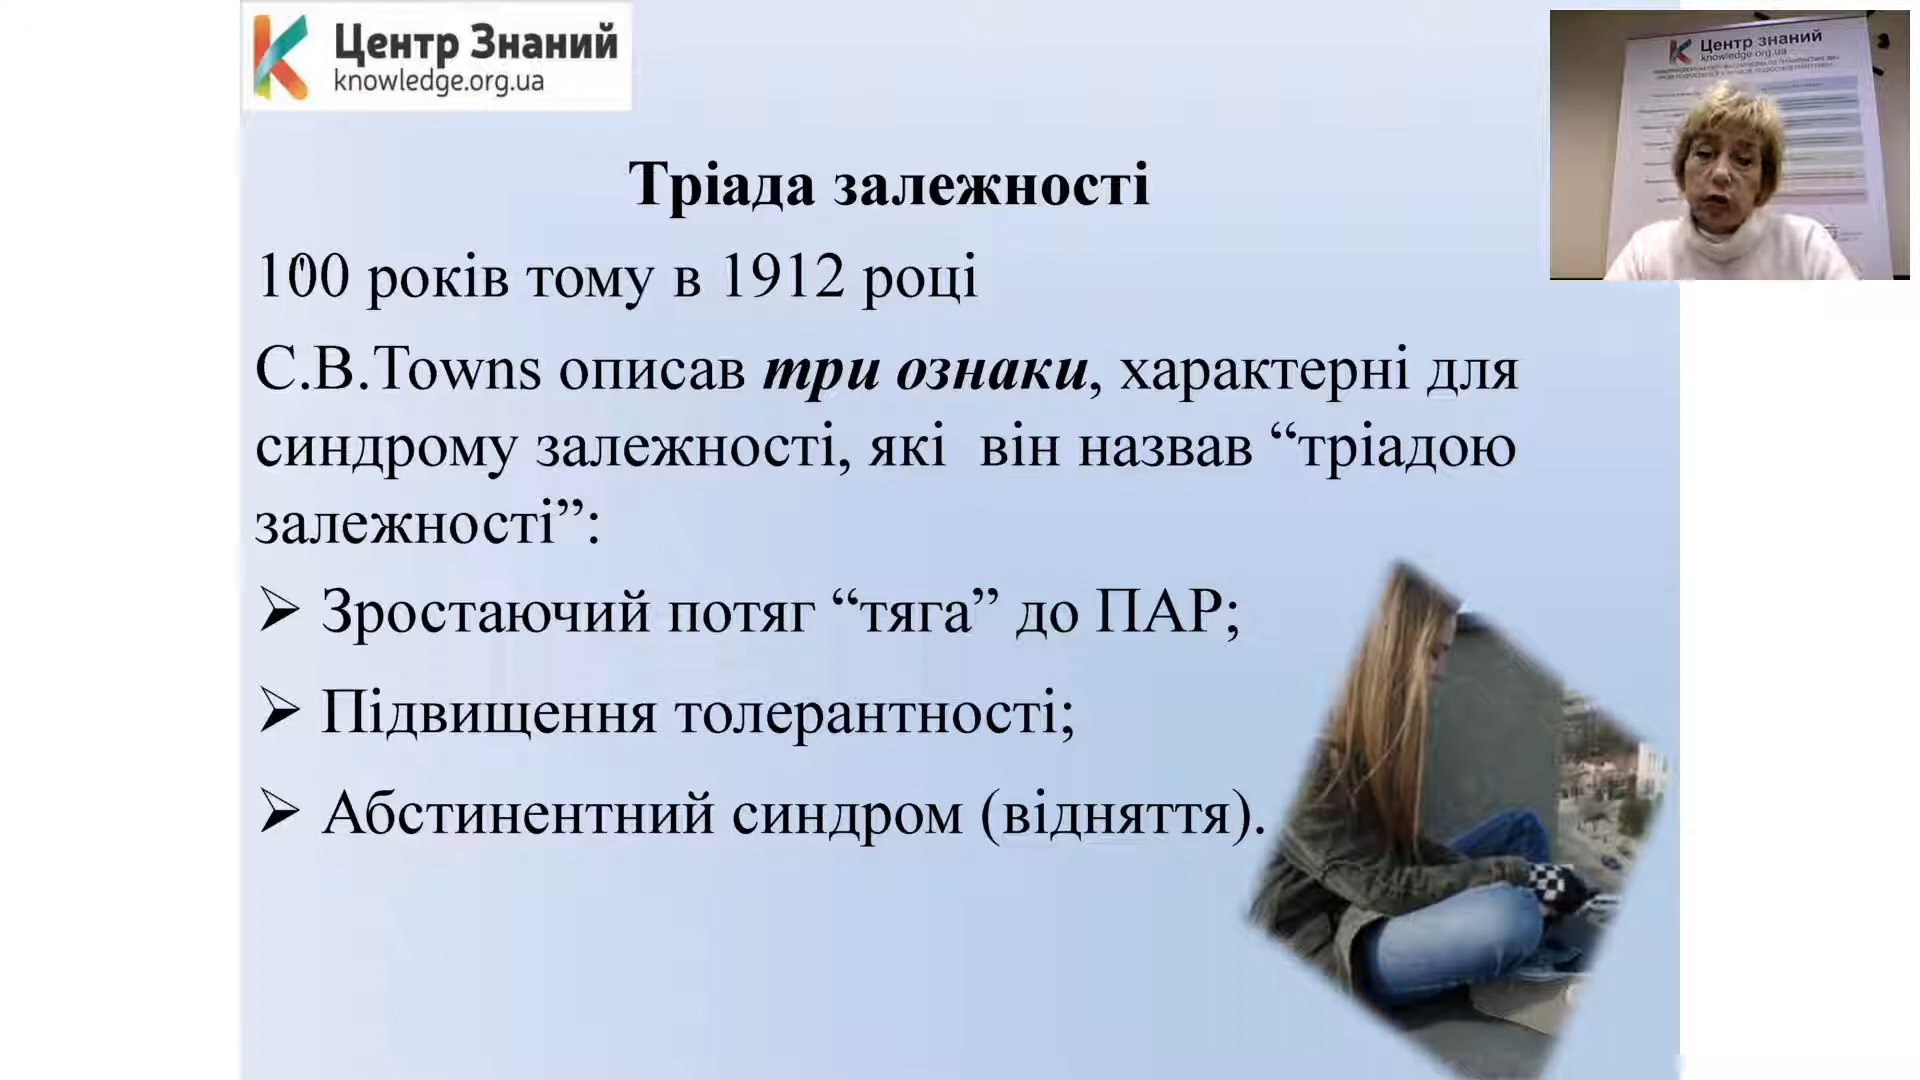 Центр Знаний
knowledge.org.ua
Центр знаний
knowledge.org.ua
Тріада залежності
100 років тому в 1912 році
C.B.Towns описав три ознаки, характерні для
синдрому залежності, які він назвав “тріадою
залежності”:
➢ Зростаючий потяг “тяга” до ПАР;
➢ Підвищення толерантності;
➢ Абстинентний синдром (відняття).